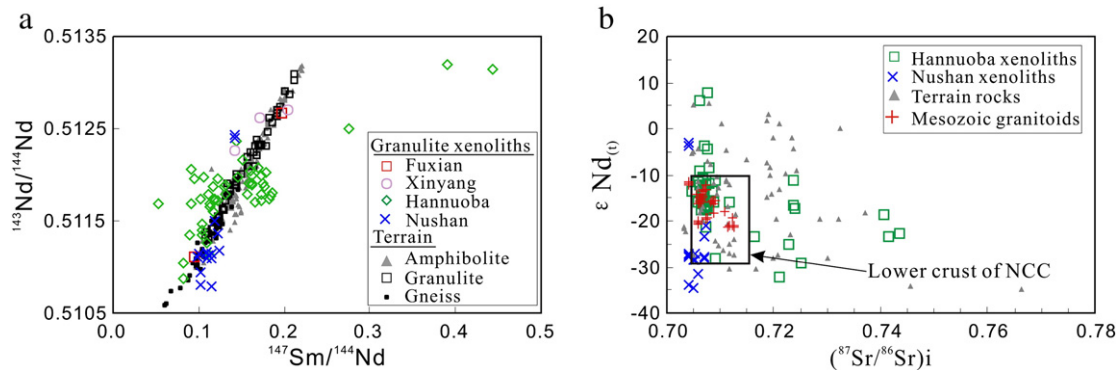 a
0.5135
0.5125
0.5115
0.5105
¹⁴³Nd/¹⁴⁴Nd
0.0 0.1 0.2 0.3 0.4 0.5
¹⁴⁷Sm/¹⁴⁴Nd
Granulite xenoliths
Fuxian
Xinyang
Hannuoba
Nushan
Terrain
Amphibolite
Granulite
Gneiss
b
20
10
0
-10
-20
-30
-40
ε Nd(t)
0.70 0.72 0.74 0.76 0.78
(⁸⁷Sr/⁸⁶Sr)i
Hannuoba xenoliths
Nushan xenoliths
Terrain rocks
Mesozoic granitoids
Lower crust of NCC